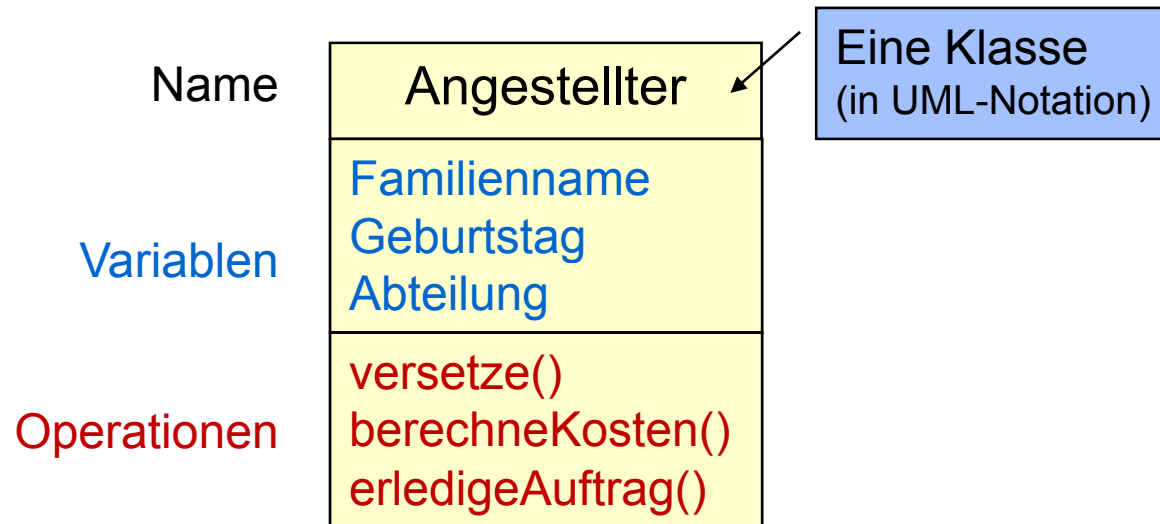 Name
Angestellter
Eine Klasse
(in UML-Notation)
Variablen
Familienname
Geburtstag
Abteilung
Operationen
versetze()
berechneKosten()
erledigeAuftrag()